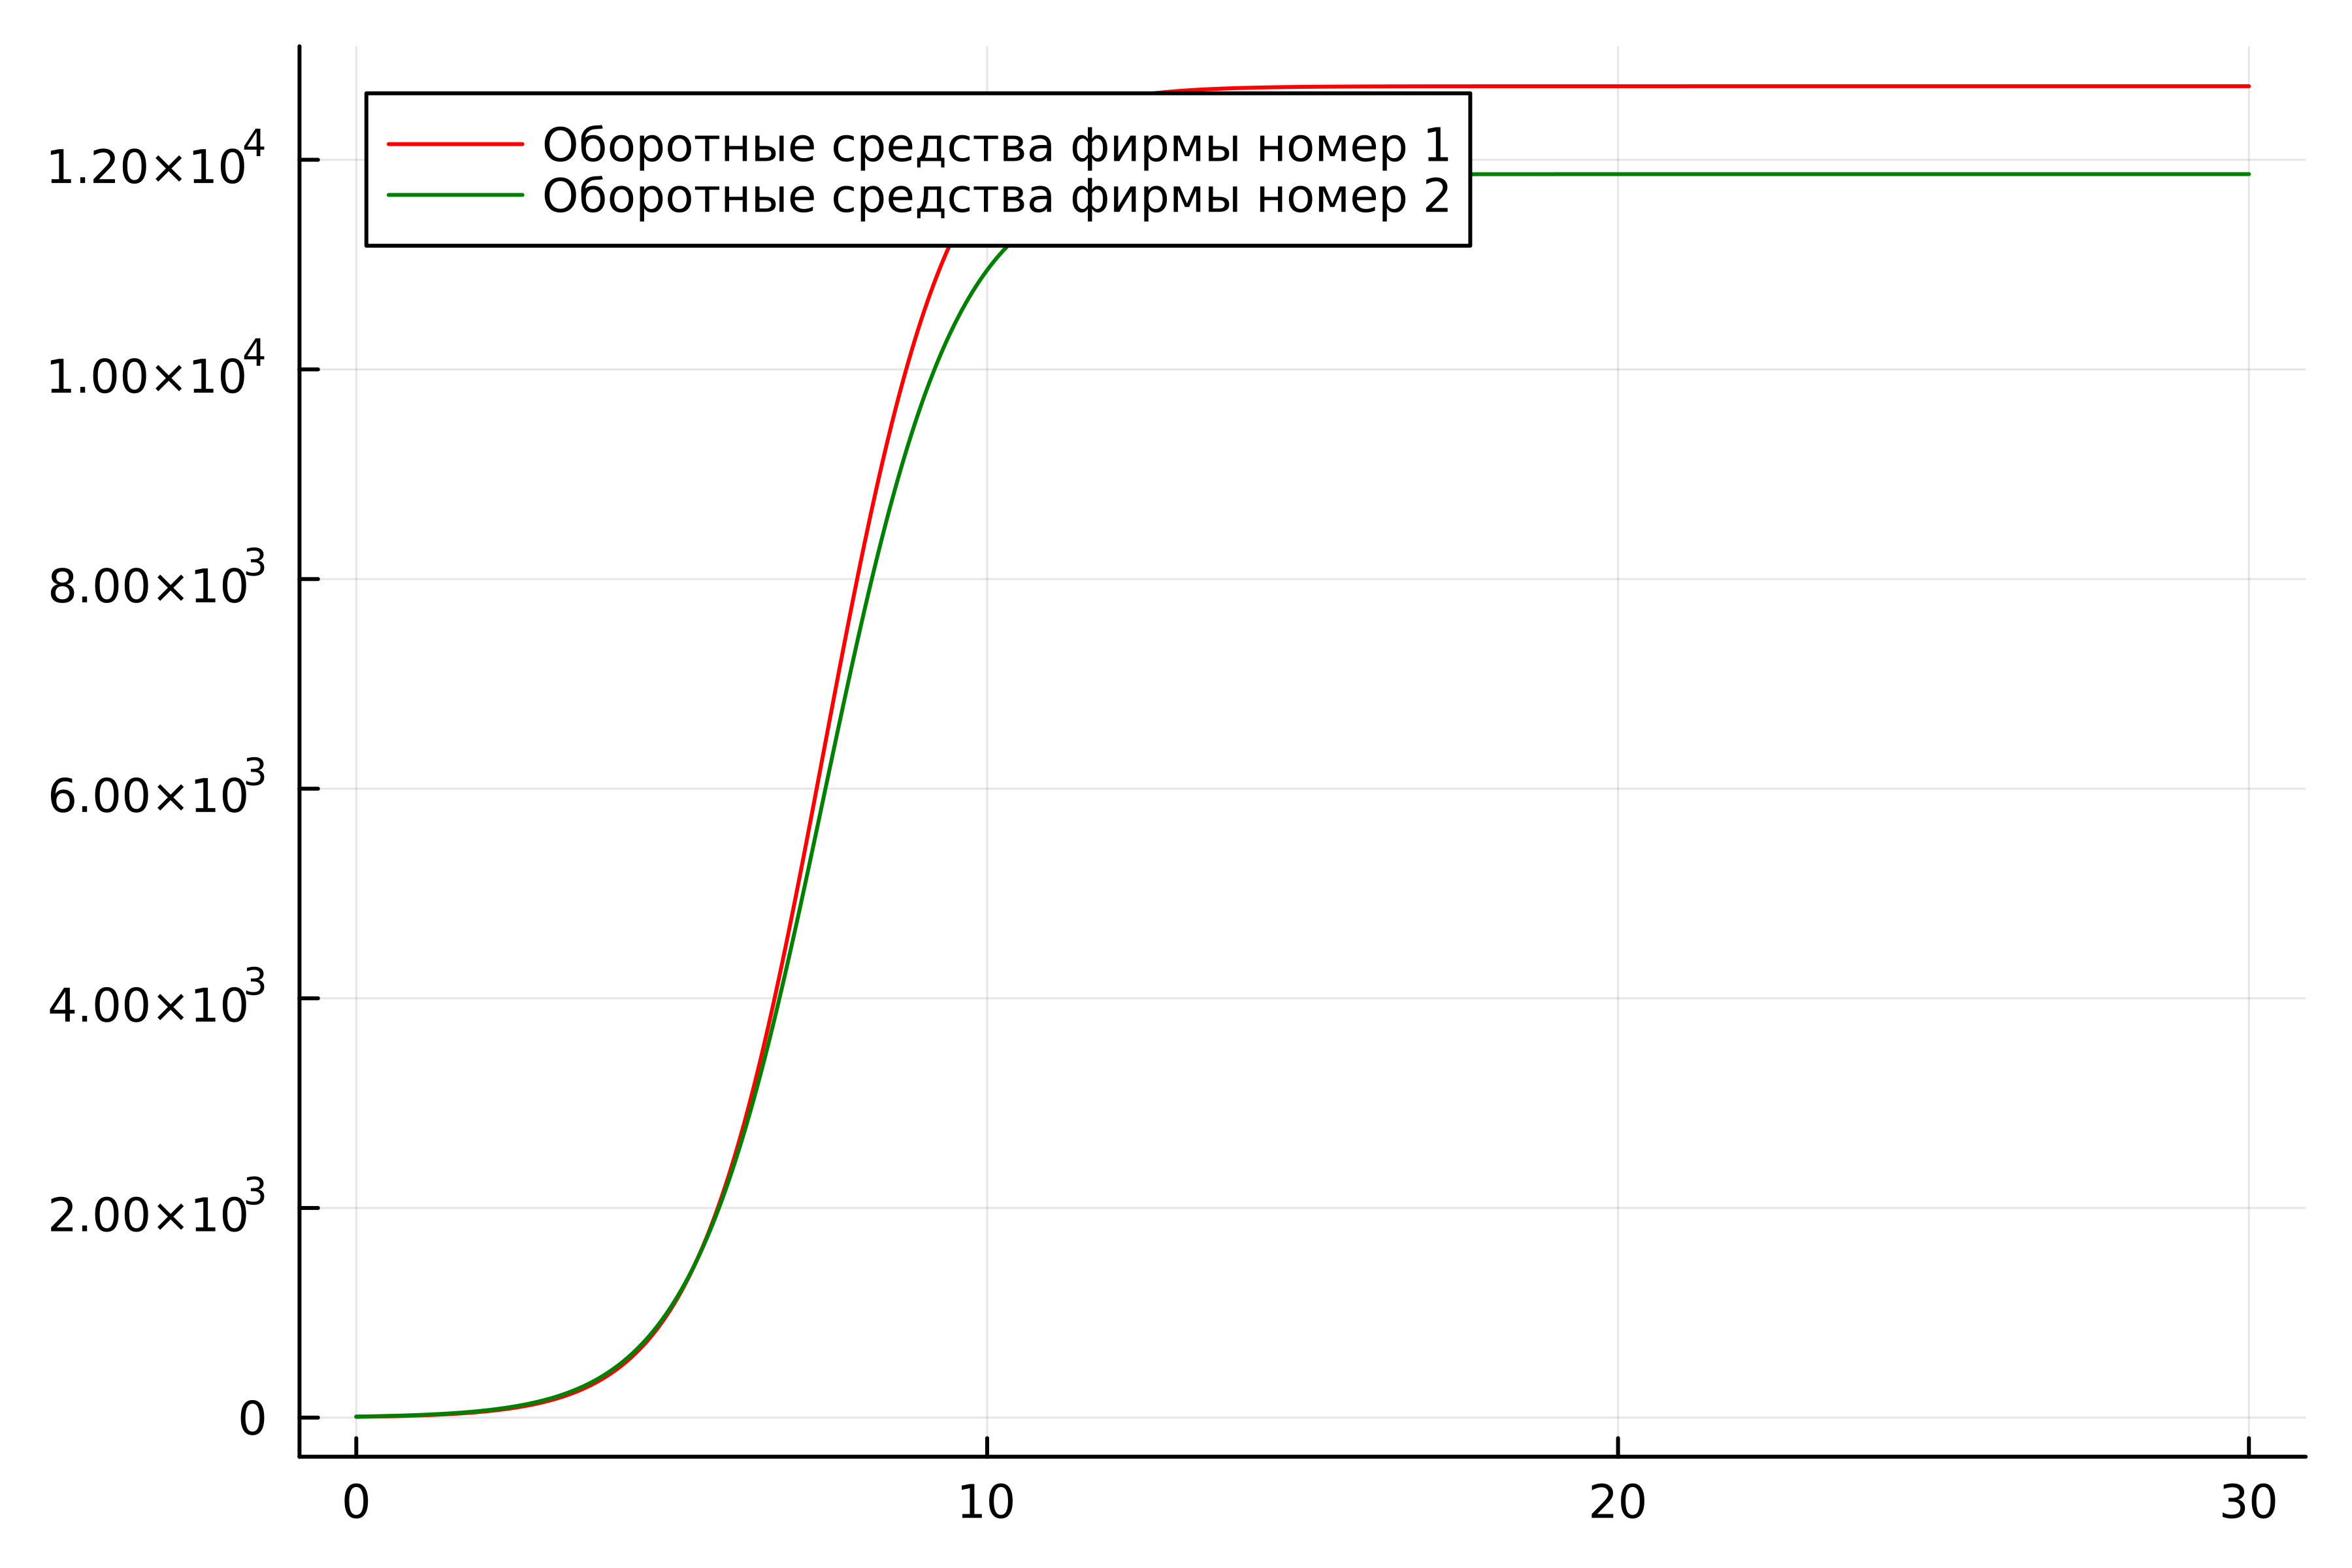 Оборотные средства фирмы номер 1
Оборотные средства фирмы номер 2
1.20×10⁴
1.00×10⁴
8.00×10³
6.00×10³
4.00×10³
2.00×10³
0
0 10 20 30